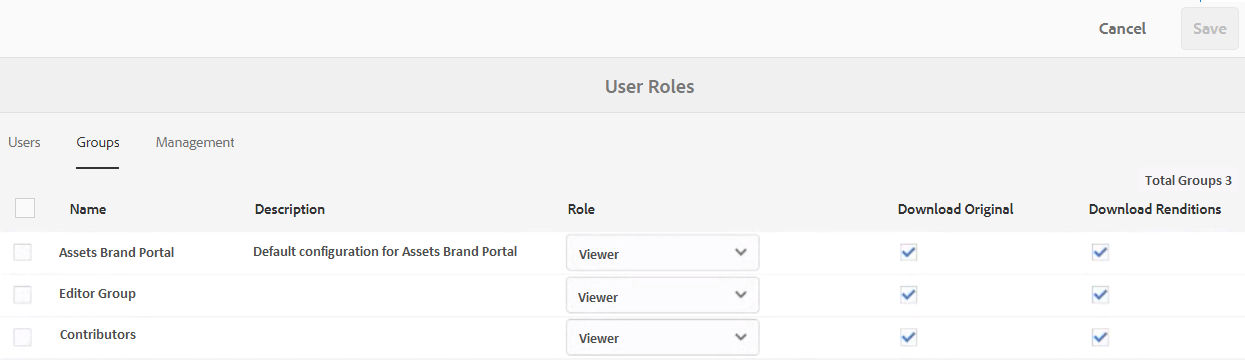 Cancel Save
User Roles
Users Groups Management
Total Groups 3
Name Description Role Download Original Download Renditions
Assets Brand Portal Default configuration for Assets Brand Portal Viewer
Editor Group Viewer
Contributors Viewer